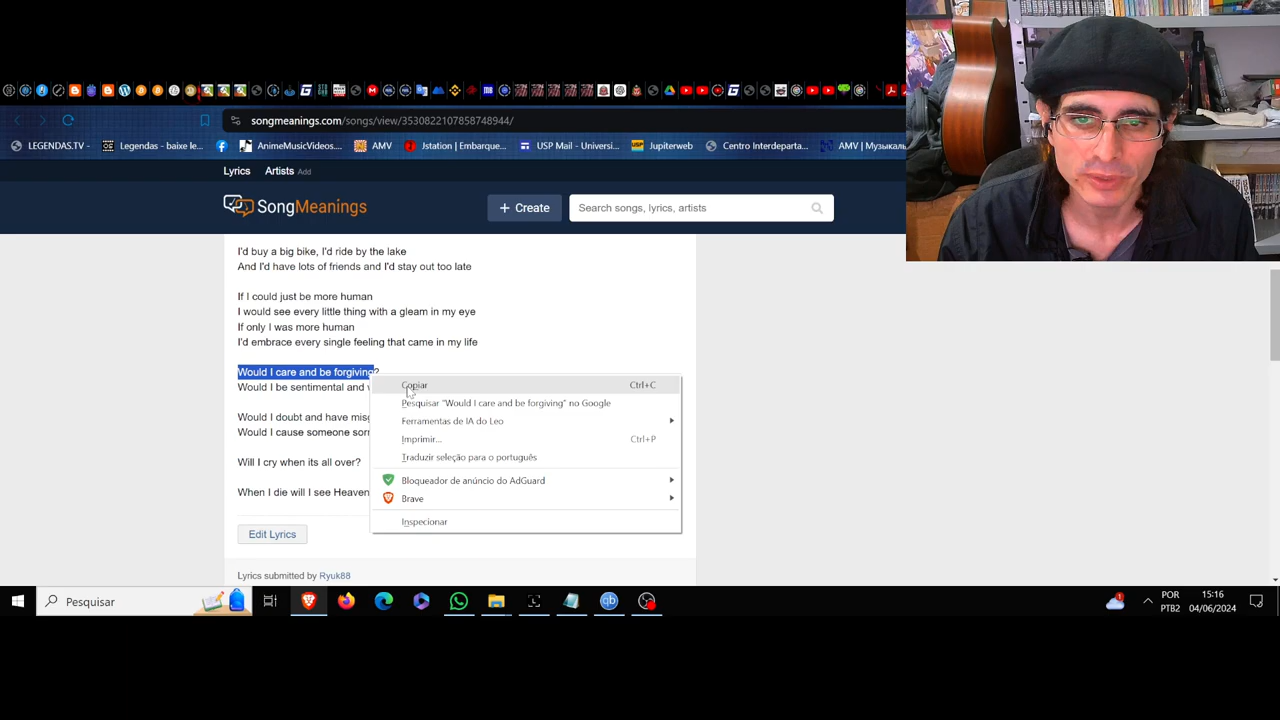 songmeanings.com/songs/view/3530822107858748944/
LEGENDAS.TV -
Legendas - baixe le...
AnimeMusicVideos....
AMV
Jstation | Embarque...
USP Mail - Universi...
Jupiterweb
Centro Interdeparta...
AMV | Музыкаль
Lyrics
Artists Add
SongMeanings
+ Create
Search songs, lyrics, artists
I'd buy a big bike, I'd ride by the lake
And I'd have lots of friends and I'd stay out too late
If I could just be more human
I would see every little thing with a gleam in my eye
If only I was more human
I'd embrace every single feeling that came in my life
Would I care and be forgiving?
Would I be sentimental and
Would I doubt and have misg
Would I cause someone sorr
Will I cry when its all over?
When I die will I see Heaven
Copiar Ctrl+C
Pesquisar "Would I care and be forgiving" no Google
Ferramentas de IA do Leo
Imprimir... Ctrl+P
Traduzir seleção para o português
Bloqueador de anúncio do AdGuard
Brave
Inspecionar
Edit Lyrics
Lyrics submitted by Ryuk88
Pesquisar
POR
PTB2
15:16
04/06/2024